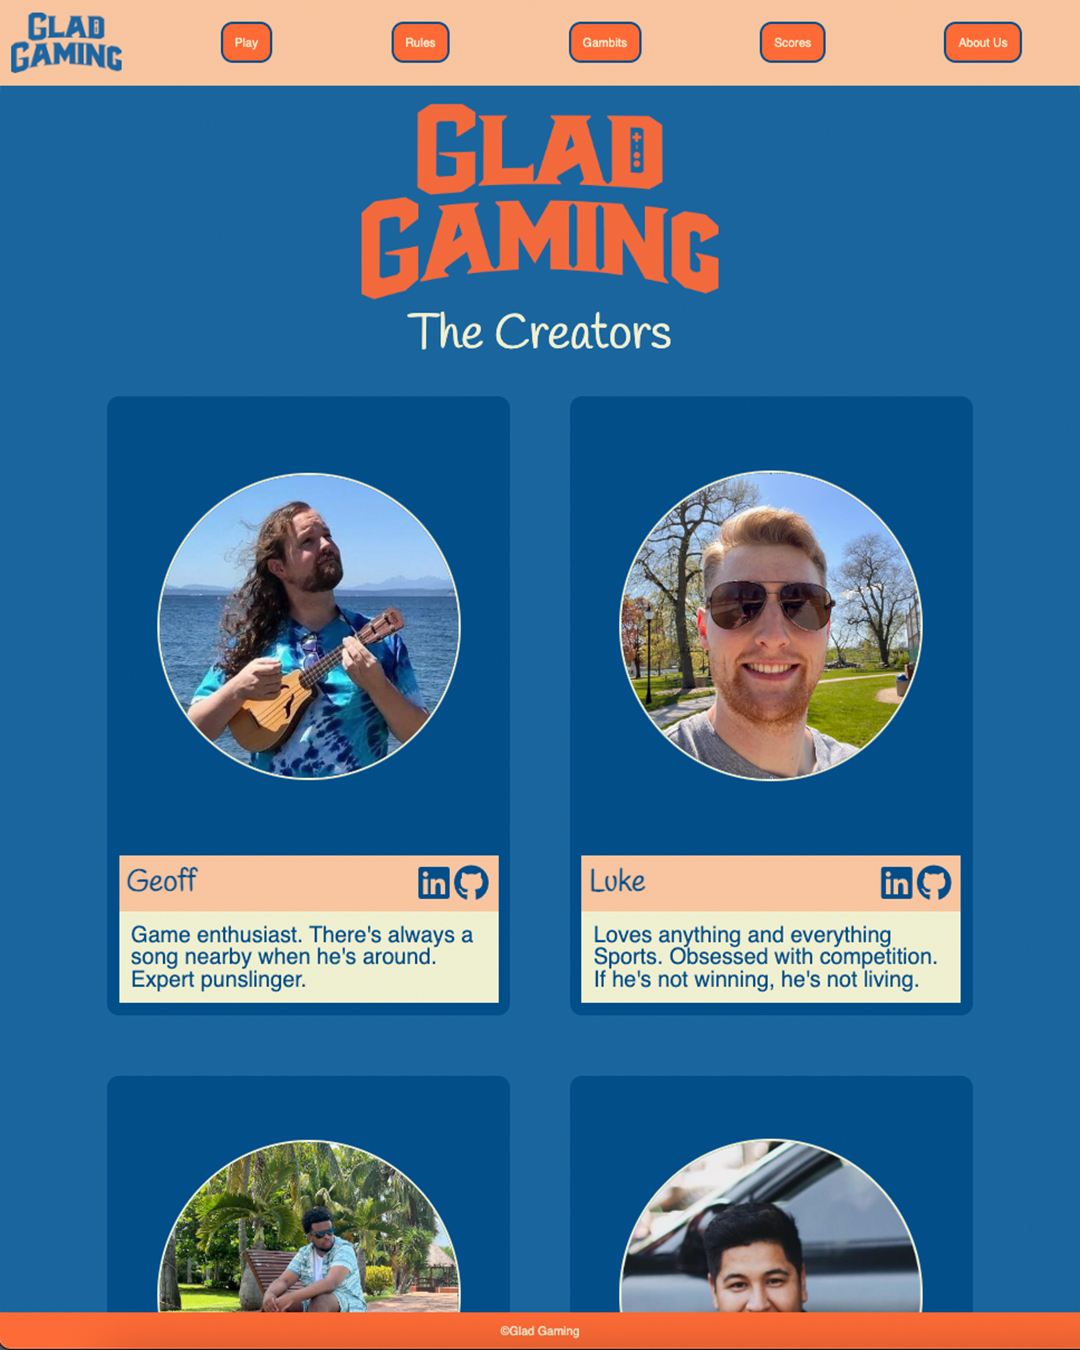 GLAD
GAMING
Play
Rules
Gambits
Scores
About Us
GLAD
GAMING
The Creators
Geoff
in
Game enthusiast. There's always a
song nearby when he's around.
Expert punslinger.
Luke
in
Loves anything and everything
Sports. Obsessed with competition.
If he's not winning, he's not living.
©Glad Gaming